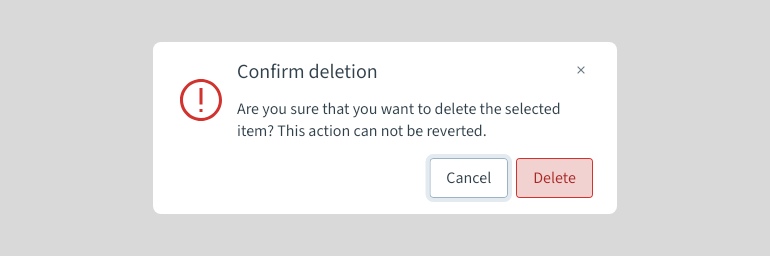 Confirm deletion
×
Are you sure that you want to delete the selected
item? This action can not be reverted.
Cancel Delete